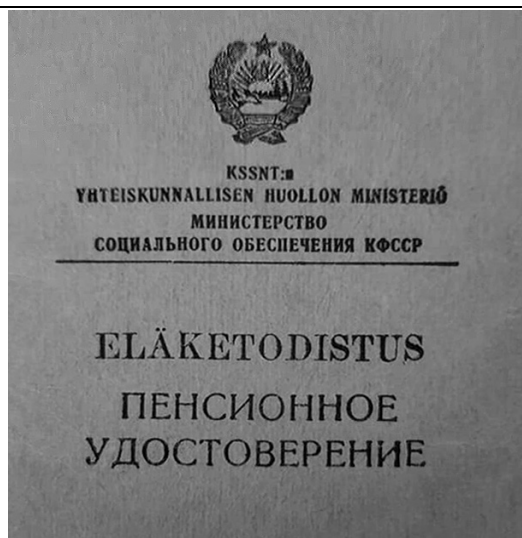 KSSNT:n
YHTEISKUNNALLISEN HUOLLON MINISTERIÖ
МИНИСТЕРСТВО
СОЦИАЛЬНОГО ОБЕСПЕЧЕНИЯ КФССР
ELÄKETODISTUS
ПЕНСИОННОЕ
УДОСТОВЕРЕНИЕ